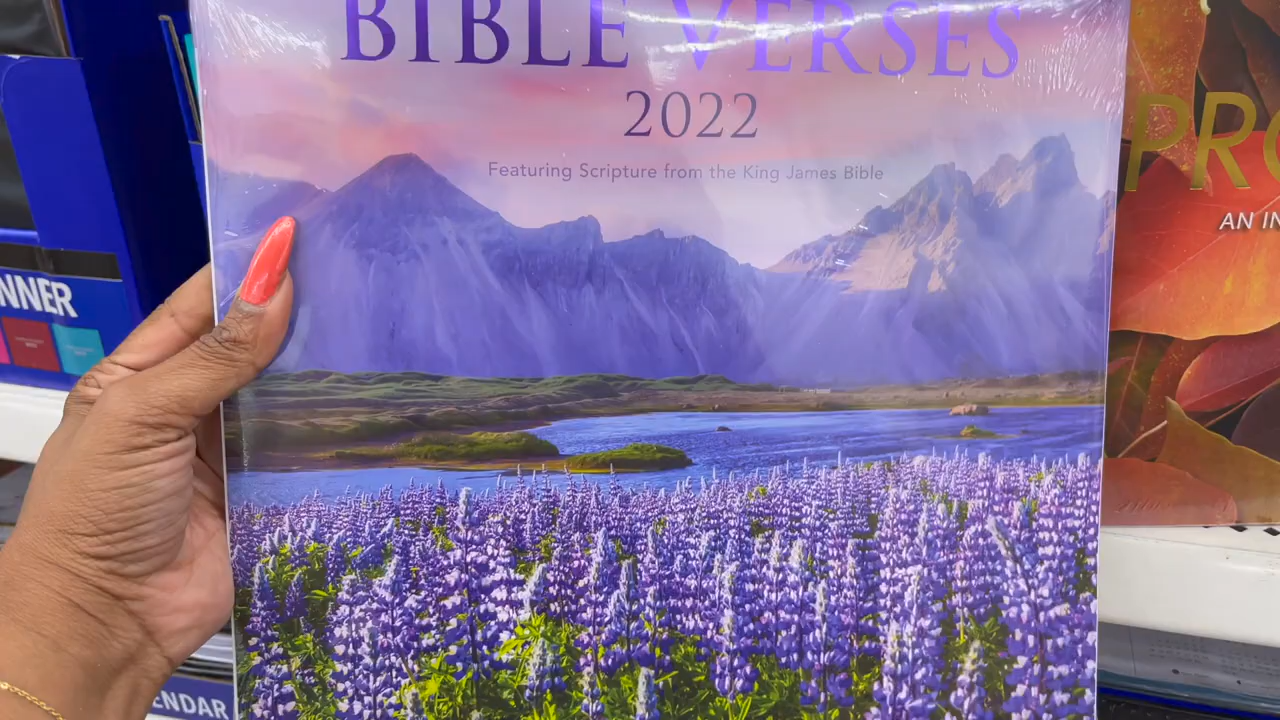 BIBLE VERSES
2022
Featuring Scripture from the King James Bible
PRO
AN IN
NNER
ENDAR